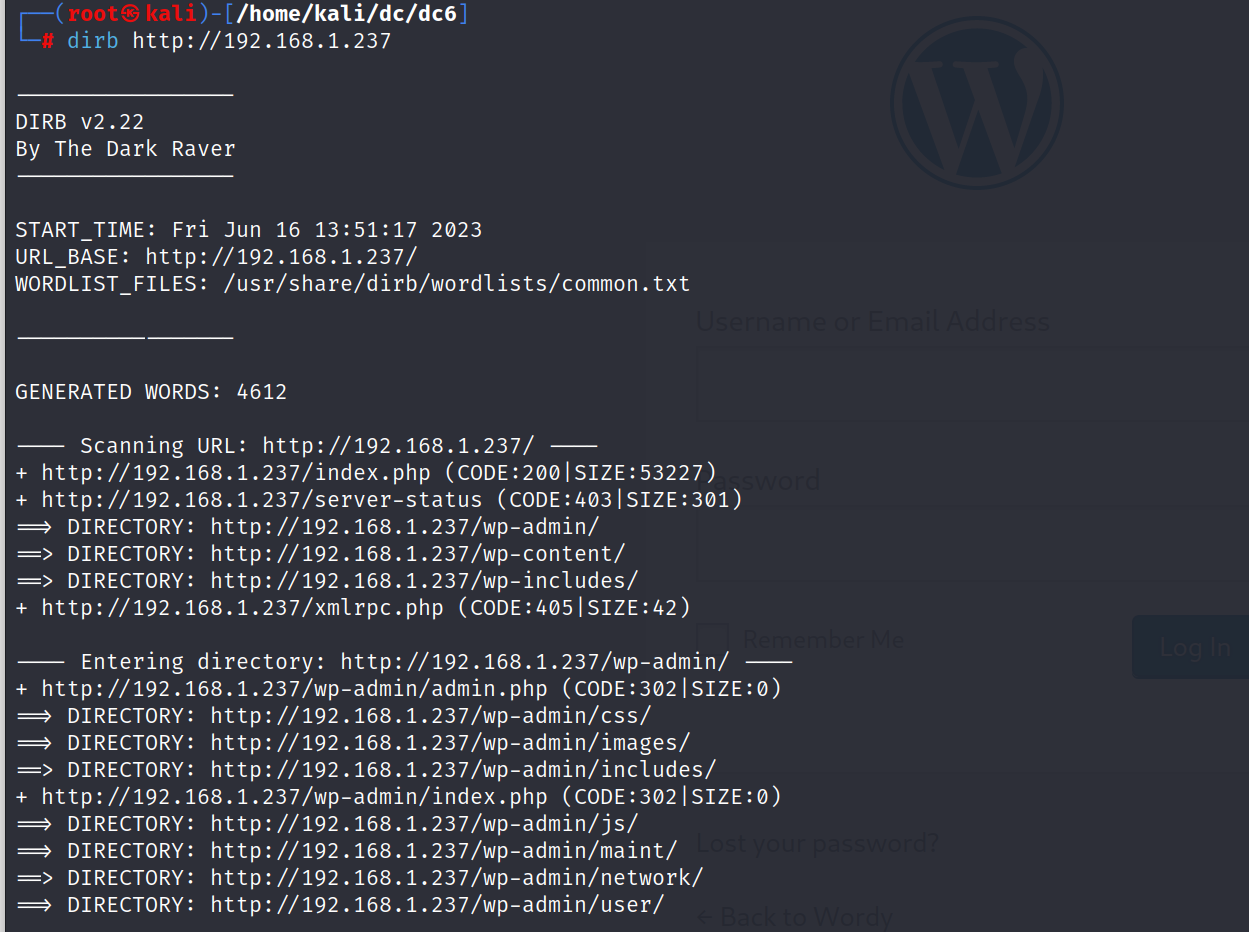 ┌──(root㉿kali)-[/home/kali/dc/dc6]
└─# dirb http://192.168.1.237
-----------------
DIRB v2.22
By The Dark Raver
-----------------
START_TIME: Fri Jun 16 13:51:17 2023
URL_BASE: http://192.168.1.237/
WORDLIST_FILES: /usr/share/dirb/wordlists/common.txt
-----------------
GENERATED WORDS: 4612
---- Scanning URL: http://192.168.1.237/ ----
+ http://192.168.1.237/index.php (CODE:200|SIZE:53227)
+ http://192.168.1.237/server-status (CODE:403|SIZE:301)
==> DIRECTORY: http://192.168.1.237/wp-admin/
==> DIRECTORY: http://192.168.1.237/wp-content/
==> DIRECTORY: http://192.168.1.237/wp-includes/
+ http://192.168.1.237/xmlrpc.php (CODE:405|SIZE:42)
---- Entering directory: http://192.168.1.237/wp-admin/ ----
+ http://192.168.1.237/wp-admin/admin.php (CODE:302|SIZE:0)
==> DIRECTORY: http://192.168.1.237/wp-admin/css/
==> DIRECTORY: http://192.168.1.237/wp-admin/images/
==> DIRECTORY: http://192.168.1.237/wp-admin/includes/
+ http://192.168.1.237/wp-admin/index.php (CODE:302|SIZE:0)
==> DIRECTORY: http://192.168.1.237/wp-admin/js/
==> DIRECTORY: http://192.168.1.237/wp-admin/maint/
==> DIRECTORY: http://192.168.1.237/wp-admin/network/
==> DIRECTORY: http://192.168.1.237/wp-admin/user/
Username or Email Address
Password
Remember Me
Log In
Lost your password?
← Back to Wordy